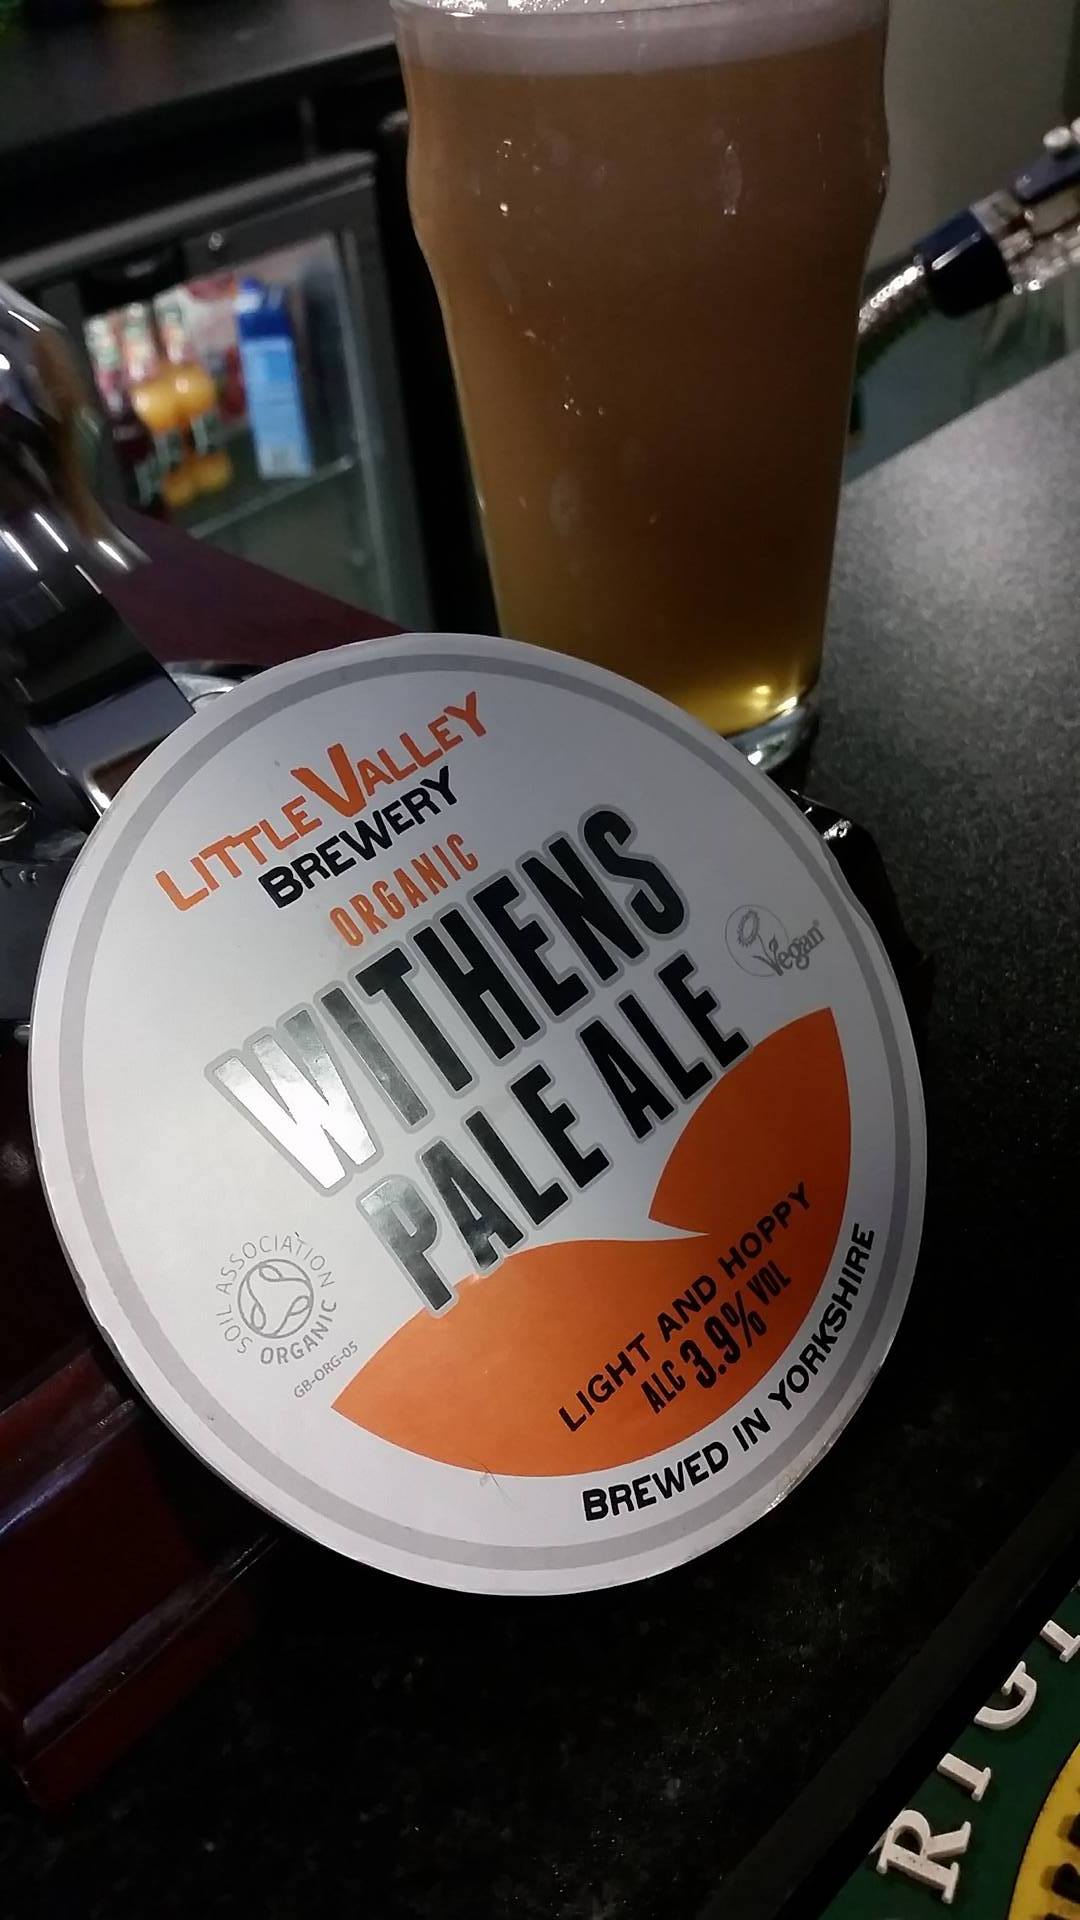 LITTLE VALLEY
BREWERY
ORGANIC
WITHENS
PALE ALE
Vegan
SOIL ASSOCIATION
ORGANIC
GB-ORG-05
LIGHT AND HOPPY
ALC 3.9% VOL
BREWED IN YORKSHIRE
RIGI